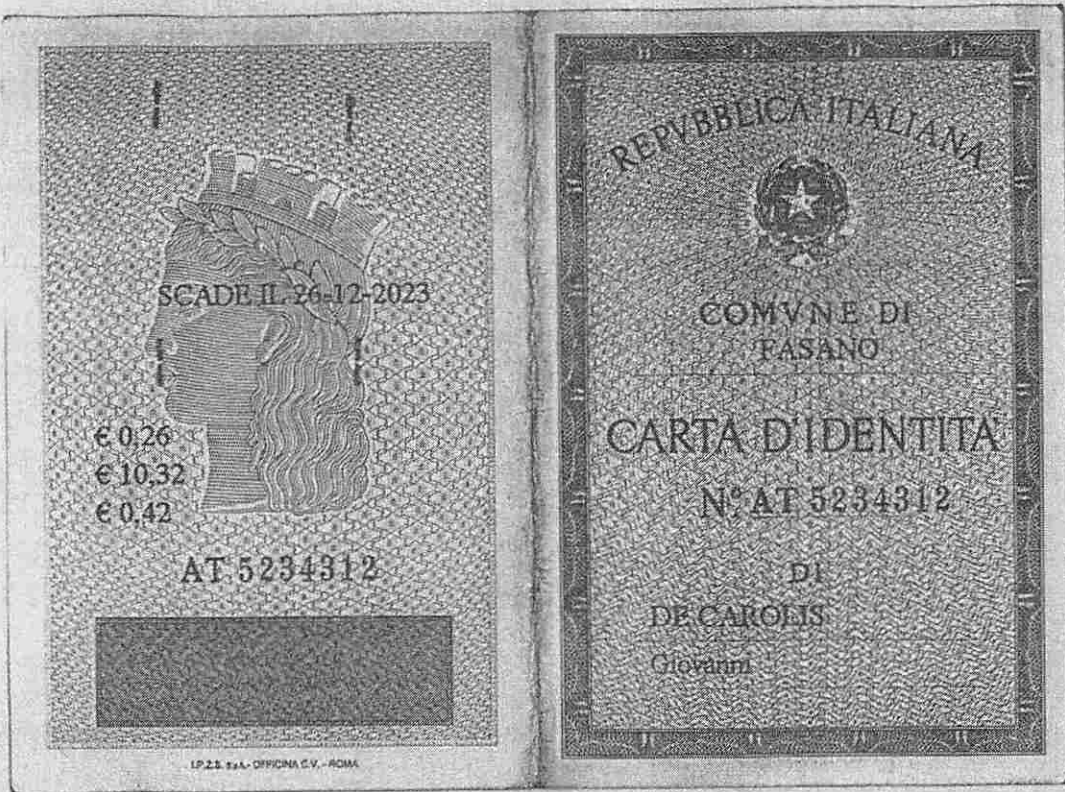 SCADE IL 26-12-2023
€ 0,26
€ 10,32
€ 0,42
AT 5234312
I.P.Z.S. S.p.A. - OFFICINA C.V. - ROMA
REPVBBLICA ITALIANA
COMVNE DI
FASANO
CARTA D'IDENTITA'
N° AT 5234312
DI
DE CAROLIS
Giovanni